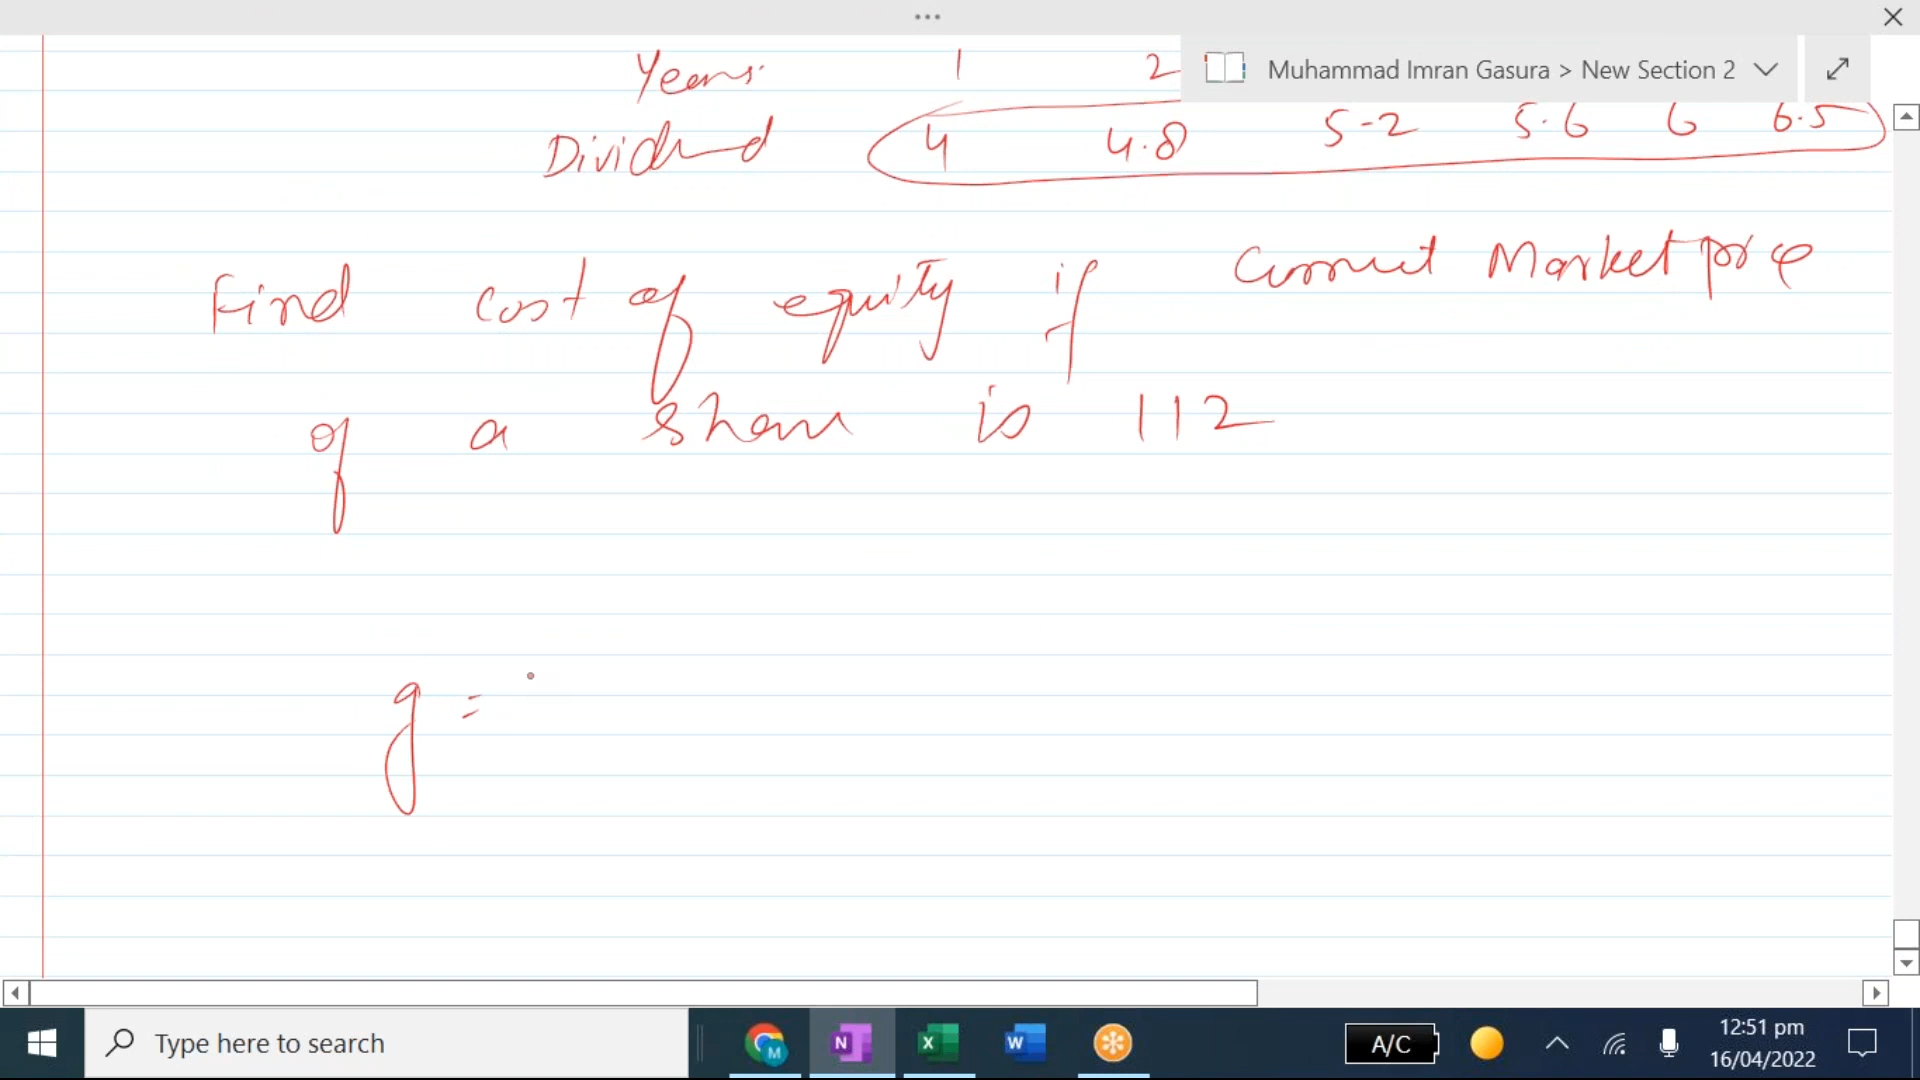 Muhammad Imran Gasura > New Section 2
Years 1 2
Dividend 4 4.8 5.2 5.6 6 6.5
Find cost of equity if Current Market price
of a share is 112
g =
Type here to search
A/C
12:51 pm
16/04/2022